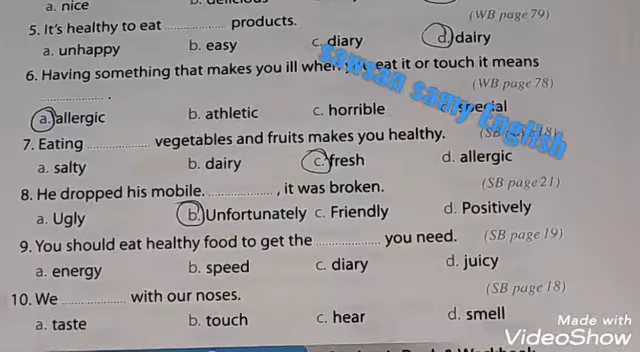 a. nice
5. It's healthy to eat .................. products. (WB page 79)
a. unhappy b. easy c. diary d. dairy
6. Having something that makes you ill when you eat it or touch it means
.................. . (WB page 78)
a. allergic b. athletic c. horrible d. special
7. Eating .................. vegetables and fruits makes you healthy. (SB page 18)
a. salty b. dairy c. fresh d. allergic
8. He dropped his mobile. .................. , it was broken. (SB page 21)
a. Ugly b. Unfortunately c. Friendly d. Positively
9. You should eat healthy food to get the .................. you need. (SB page 19)
a. energy b. speed c. diary d. juicy
10. We .................. with our noses. (SB page 18)
a. taste b. touch c. hear d. smell
sawsan samy English
Made with
VideoShow